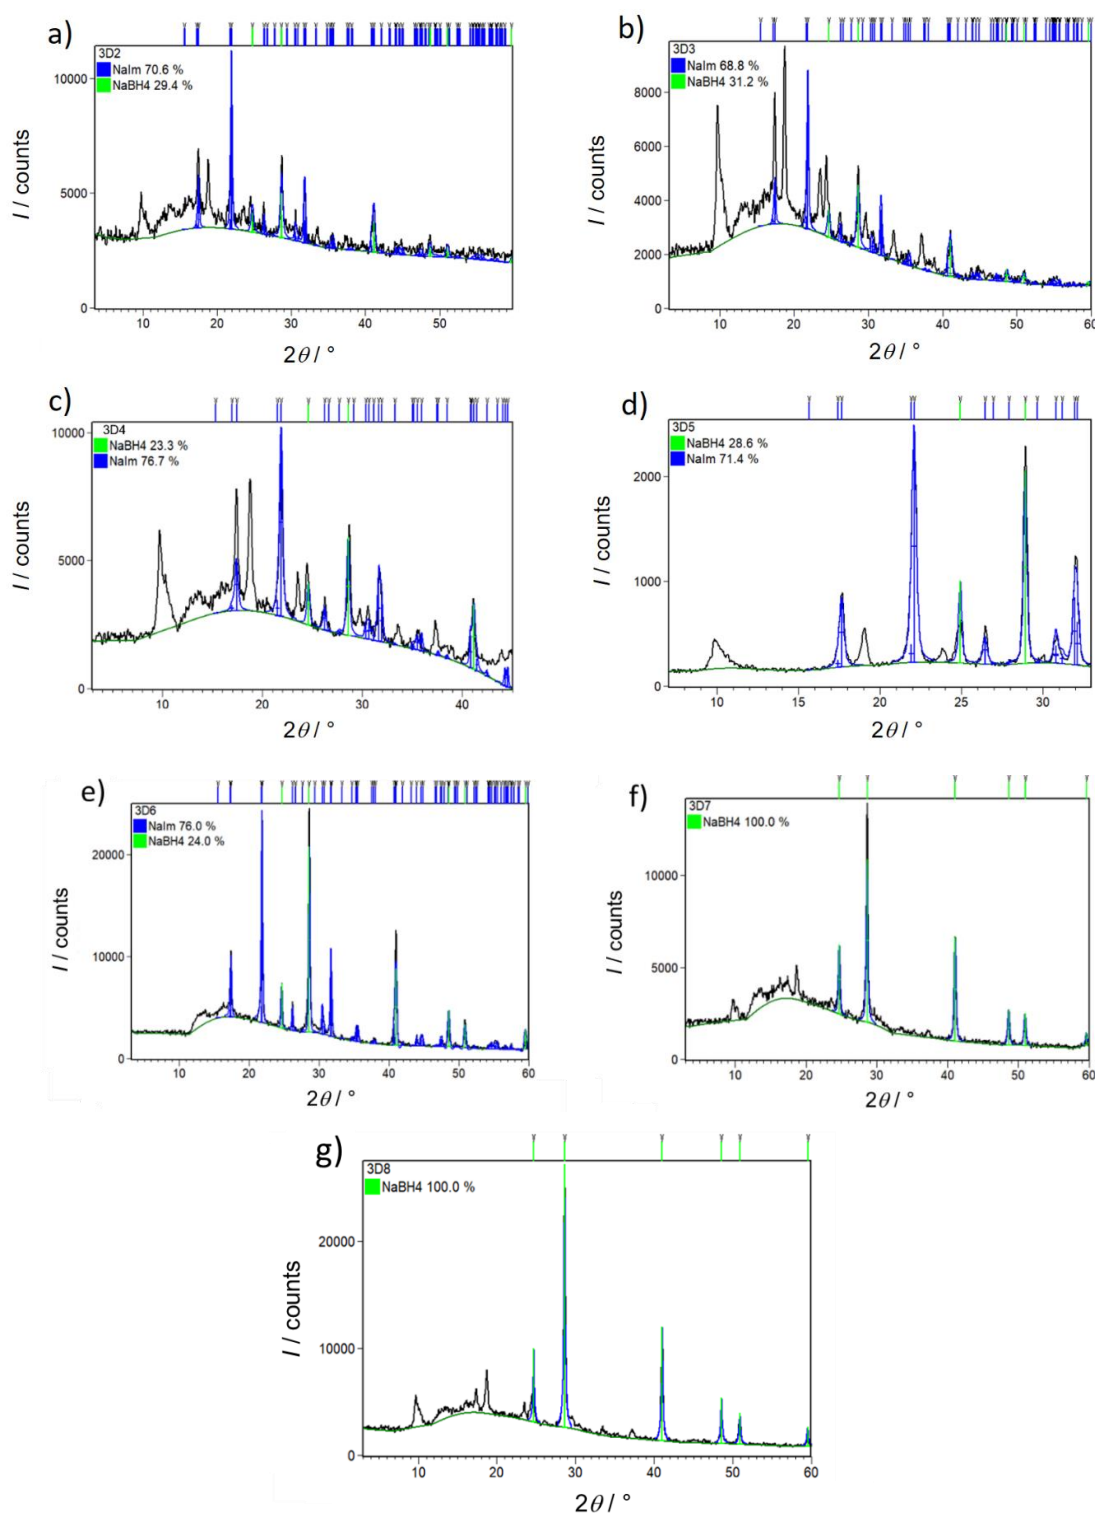 a)
3D2
NaIm 70.6 %
NaBH4 29.4 %
10000
5000
0
I / counts
10 20 30 40 50
2θ / °
b)
3D3
NaIm 68.8 %
NaBH4 31.2 %
8000
6000
4000
2000
0
I / counts
10 20 30 40 50 60
2θ / °
c)
3D4
NaBH4 23.3 %
NaIm 76.7 %
10000
5000
0
I / counts
10 20 30 40
2θ / °
d)
3D5
NaBH4 28.6 %
NaIm 71.4 %
2000
1000
0
I / counts
10 15 20 25 30
2θ / °
e)
3D6
NaIm 76.0 %
NaBH4 24.0 %
20000
10000
0
I / counts
10 20 30 40 50 60
2θ / °
f)
3D7
NaBH4 100.0 %
10000
5000
0
I / counts
10 20 30 40 50 60
2θ / °
g)
3D8
NaBH4 100.0 %
20000
10000
0
I / counts
10 20 30 40 50 60
2θ / °